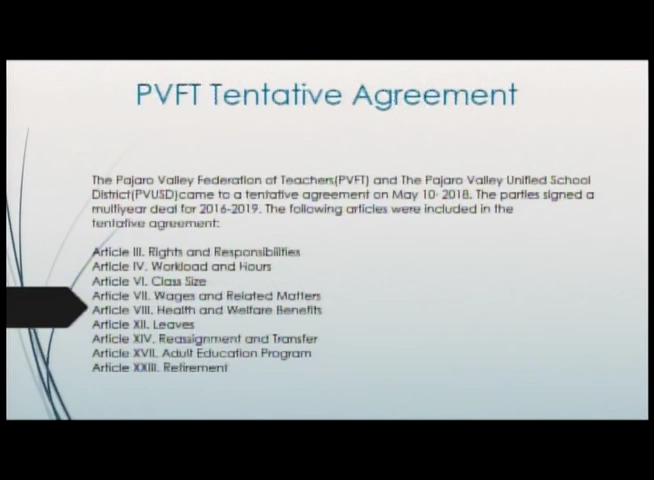 PVFT Tentative Agreement
The Pajaro Valley Federation of Teachers(PVFT) and The Pajaro Valley Unified School
District(PVUSD)came to a tentative agreement on May 10- 2018. The parties signed a
multiyear deal for 2016-2019. The following articles were included in the
tentative agreement:
Article III. Rights and Responsibilities
Article IV. Workload and Hours
Article VI. Class Size
Article VII. Wages and Related Matters
Article VIII. Health and Welfare Benefits
Article XII. Leaves
Article XIV. Reassignment and Transfer
Article XVII. Adult Education Program
Article XXIII. Retirement